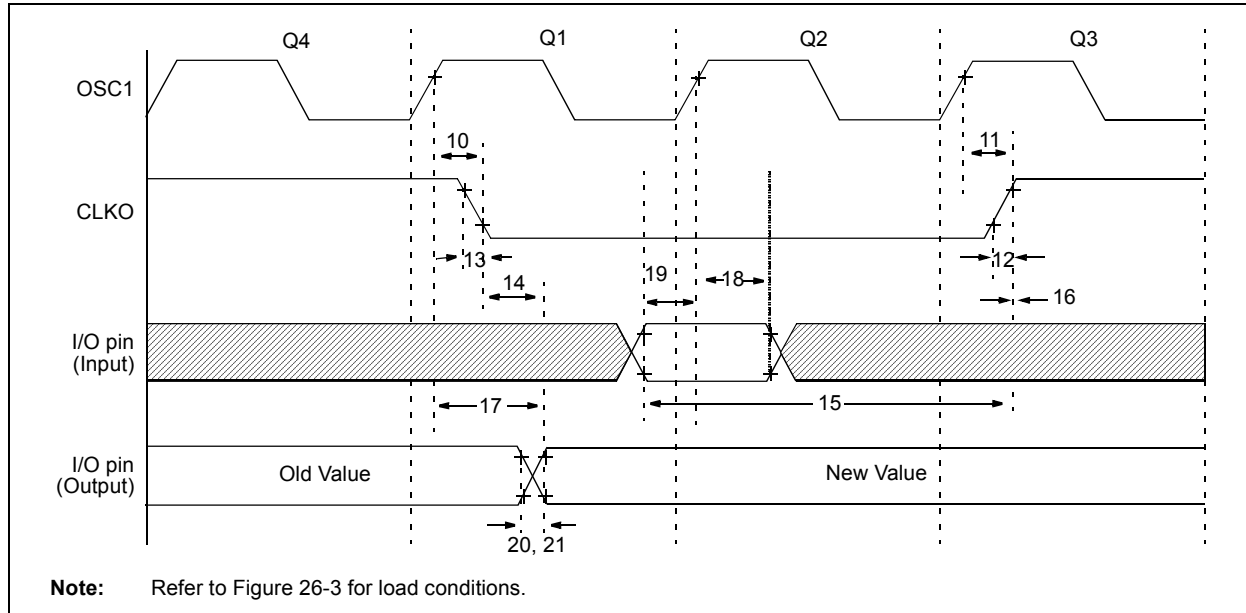 Q4 Q1 Q2 Q3
OSC1
10 11
CLKO
13 12
14 19 18 16
I/O pin
(Input)
17 15
I/O pin
(Output)
Old Value New Value
20, 21
Note: Refer to Figure 26-3 for load conditions.